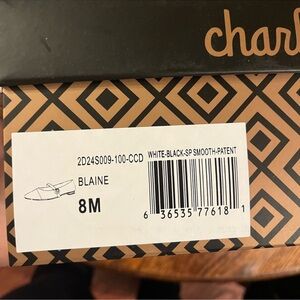 charl
2D24S009-100-CCD
WHITE-BLACK-SP SMOOTH-PATENT
BLAINE
8M
6 36535 77618 1